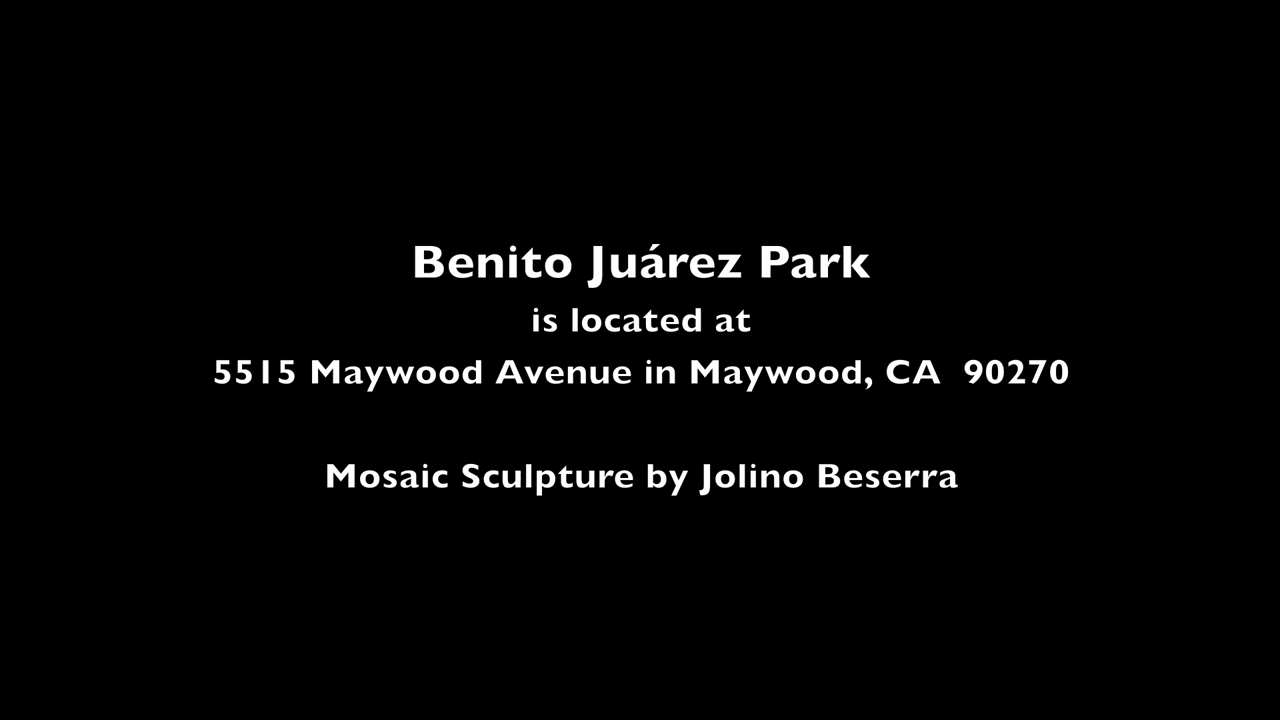 Benito Juárez Park
is located at
5515 Maywood Avenue in Maywood, CA  90270
Mosaic Sculpture by Jolino Beserra